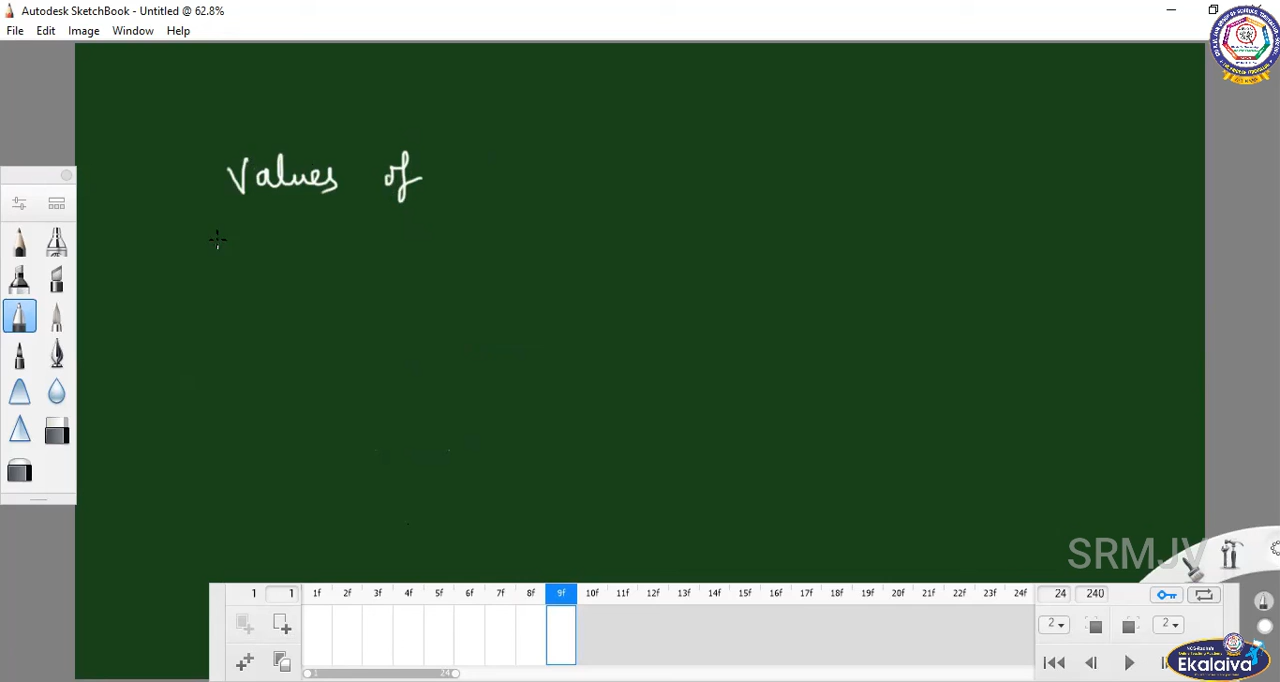 Autodesk SketchBook - Untitled @ 62.8%
File Edit Image Window Help
Values of
SRMJV
1 1 1f 2f 3f 4f 5f 6f 7f 8f 9f 10f 11f 12f 13f 14f 15f 16f 17f 18f 19f 20f 21f 22f 23f 24f 24 240
2 2
1 24
Ekalaiva